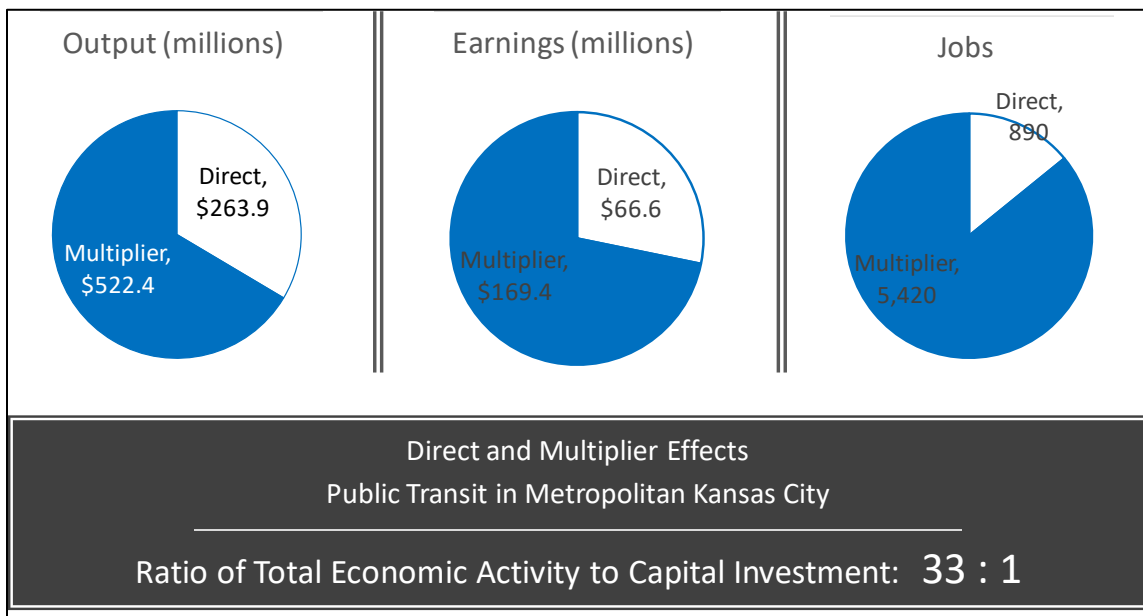 Output (millions)
Direct,
$263.9
Multiplier,
$522.4
Earnings (millions)
Direct,
$66.6
Multiplier,
$169.4
Jobs
Direct,
890
Multiplier,
5,420
Direct and Multiplier Effects
Public Transit in Metropolitan Kansas City
Ratio of Total Economic Activity to Capital Investment: 33 : 1